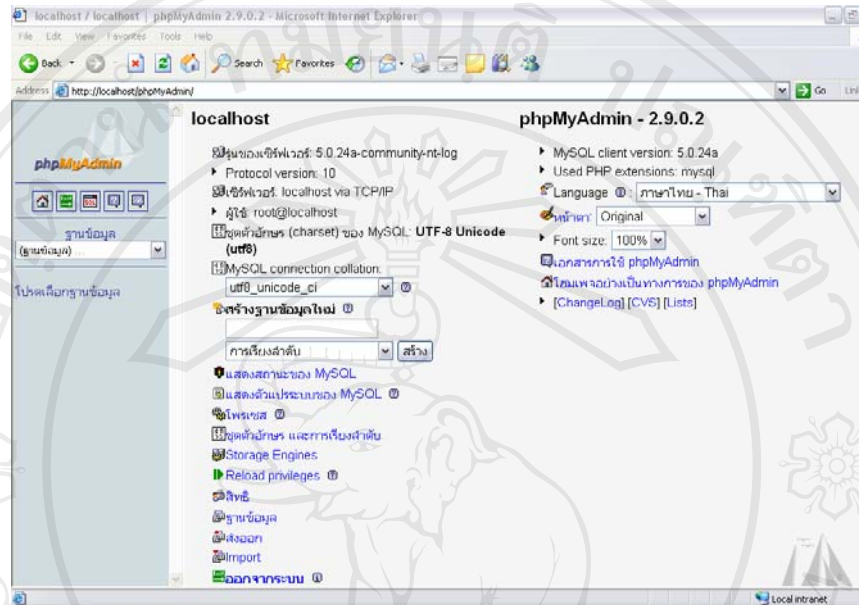 localhost / localhost | phpMyAdmin 2.9.0.2 - Microsoft Internet Explorer
File Edit View Favorites Tools Help
Back Search Favorites
Address http://localhost/phpMyAdmin/ Go
phpMyAdmin
ฐานข้อมูล
(ฐานข้อมูล) ...
โปรดเลือกฐานข้อมูล
localhost
รุ่นของเซิร์ฟเวอร์: 5.0.24a-community-nt-log
Protocol version: 10
เซิร์ฟเวอร์: localhost via TCP/IP
ผู้ใช้: root@localhost
ชุดตัวอักษร (charset) ของ MySQL: UTF-8 Unicode
(utf8)
MySQL connection collation:
utf8_unicode_ci
สร้างฐานข้อมูลใหม่
การเรียงลำดับ สร้าง
แสดงสถานะของ MySQL
แสดงตัวแปรระบบของ MySQL
โพรเซส
ชุดตัวอักษร และการเรียงลำดับ
Storage Engines
Reload privileges
สิทธิ
ฐานข้อมูล
ส่งออก
Import
ออกจากระบบ
phpMyAdmin - 2.9.0.2
MySQL client version: 5.0.24a
Used PHP extensions: mysql
Language : ภาษาไทย - Thai
หน้าตา: Original
Font size: 100%
เอกสารการใช้ phpMyAdmin
โฮมเพจอย่างเป็นทางการของ phpMyAdmin
[ChangeLog] [CVS] [Lists]
Local intranet